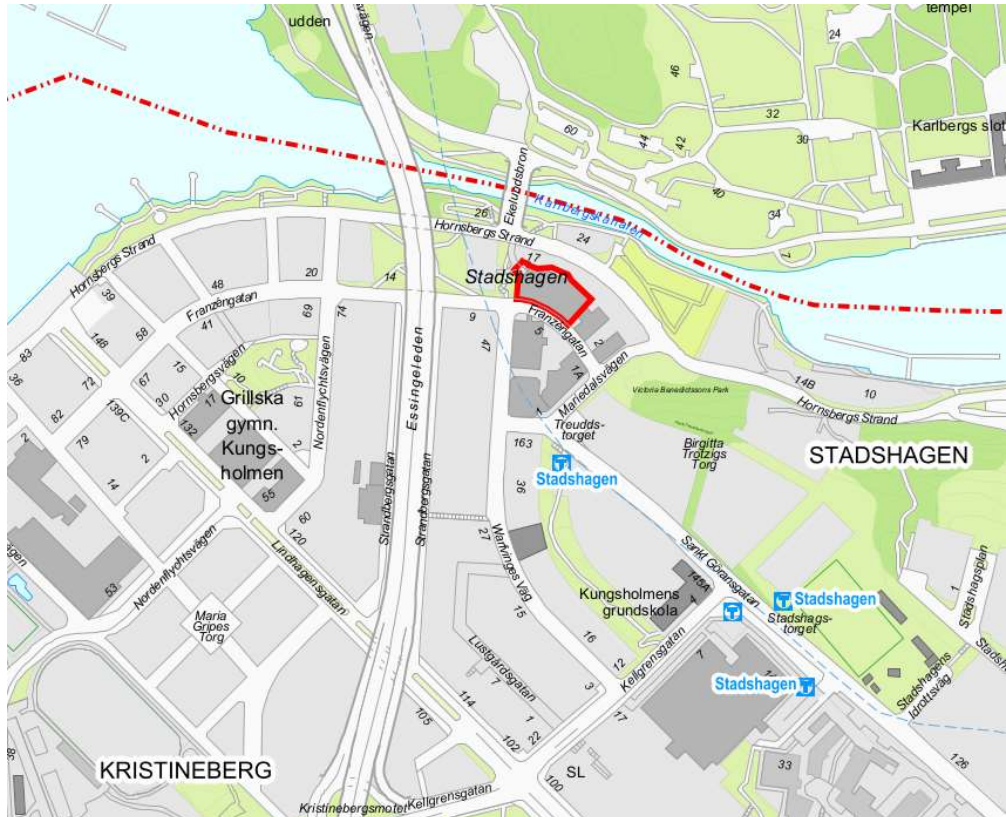 udden
tempel
24
46
32
60
44
42
30
Karlbergs slott
40
34
7
Ekelundsbron
Karlbergskanalen
26
Hornsbergs Strand
24
17
Stadshagen
Hornsbergs Strand
20
14
48
39
Franzéngatan
41
69
74
9
47
5
Franzéngatan
2
1A
Mariedalsvägen
14B
10
Hornsbergs Strand
Victoria Benedictssons Park
148
58
83
36
72
67
15
10
Hornsbergsvägen
61
Nordenflychtsvägen
Essingeleden
30
17
Grillska
gymn.
Kungs-
holmen
132
2
55
82
139C
79
2
2
14
1
Treudds-
torget
163
Stadshagen
Birgitta
Trotzigs
Torg
STADSHAGEN
36
Strandbergsgatan
Strandbergsgatan
60
120
27
Warfvinges Väg
Sankt Göransgatan
Lindhagensgatan
53
Nordenflychtsvägen
145A
4
Kungsholmens
grundskola
Stadshagen
Stadshags-
torget
1
Stadshagsplan
Maria
Gripes
Torg
15
16
12
Lustgårdsgatan
7
3
Kellgrensgatan
7
Stadshagen
Stadshagens
Idrottsväg
114
105
1
22
102
17
100
SL
33
126
38
KRISTINEBERG
Kristinebergsmotet
Kellgrensgatan